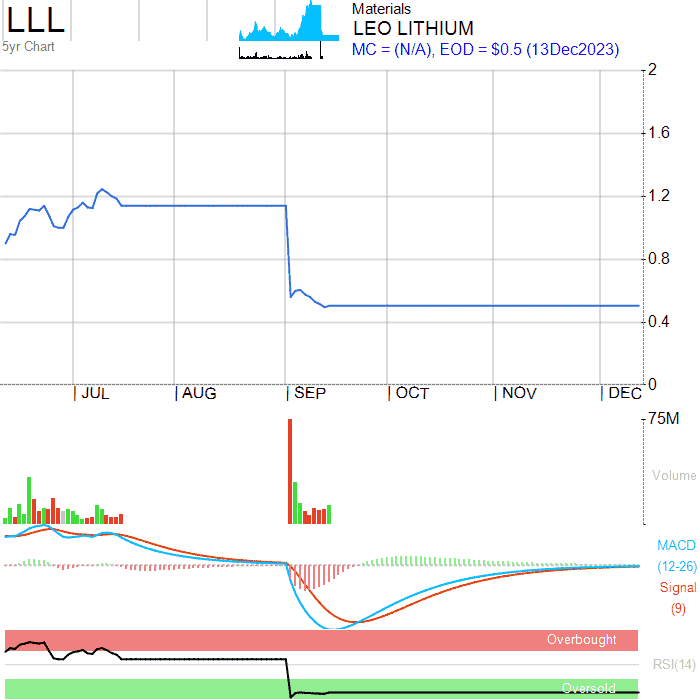 LLL
5yr Chart
Materials
LEO LITHIUM
MC = (N/A), EOD = $0.5 (13Dec2023)
2
1.6
1.2
0.8
0.4
0
JUL AUG SEP OCT NOV DEC
75M
Volume
MACD
(12-26)
Signal
(9)
Overbought
RSI(14)
Oversold